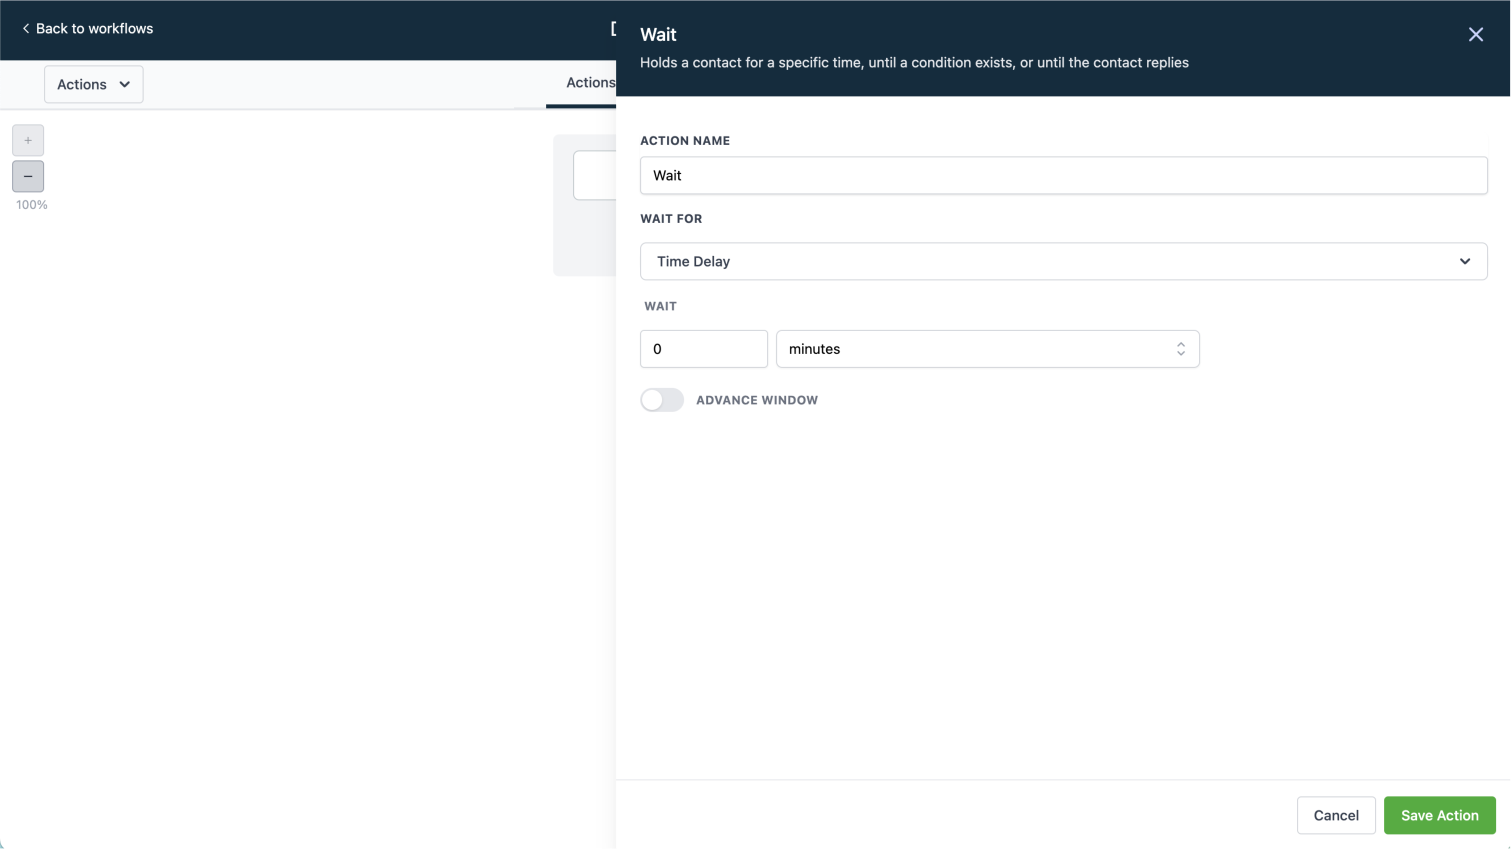 Back to workflows
Actions
Actions
+
−
100%
Wait
Holds a contact for a specific time, until a condition exists, or until the contact replies
ACTION NAME
Wait
WAIT FOR
Time Delay
WAIT
0
minutes
ADVANCE WINDOW
Cancel
Save Action